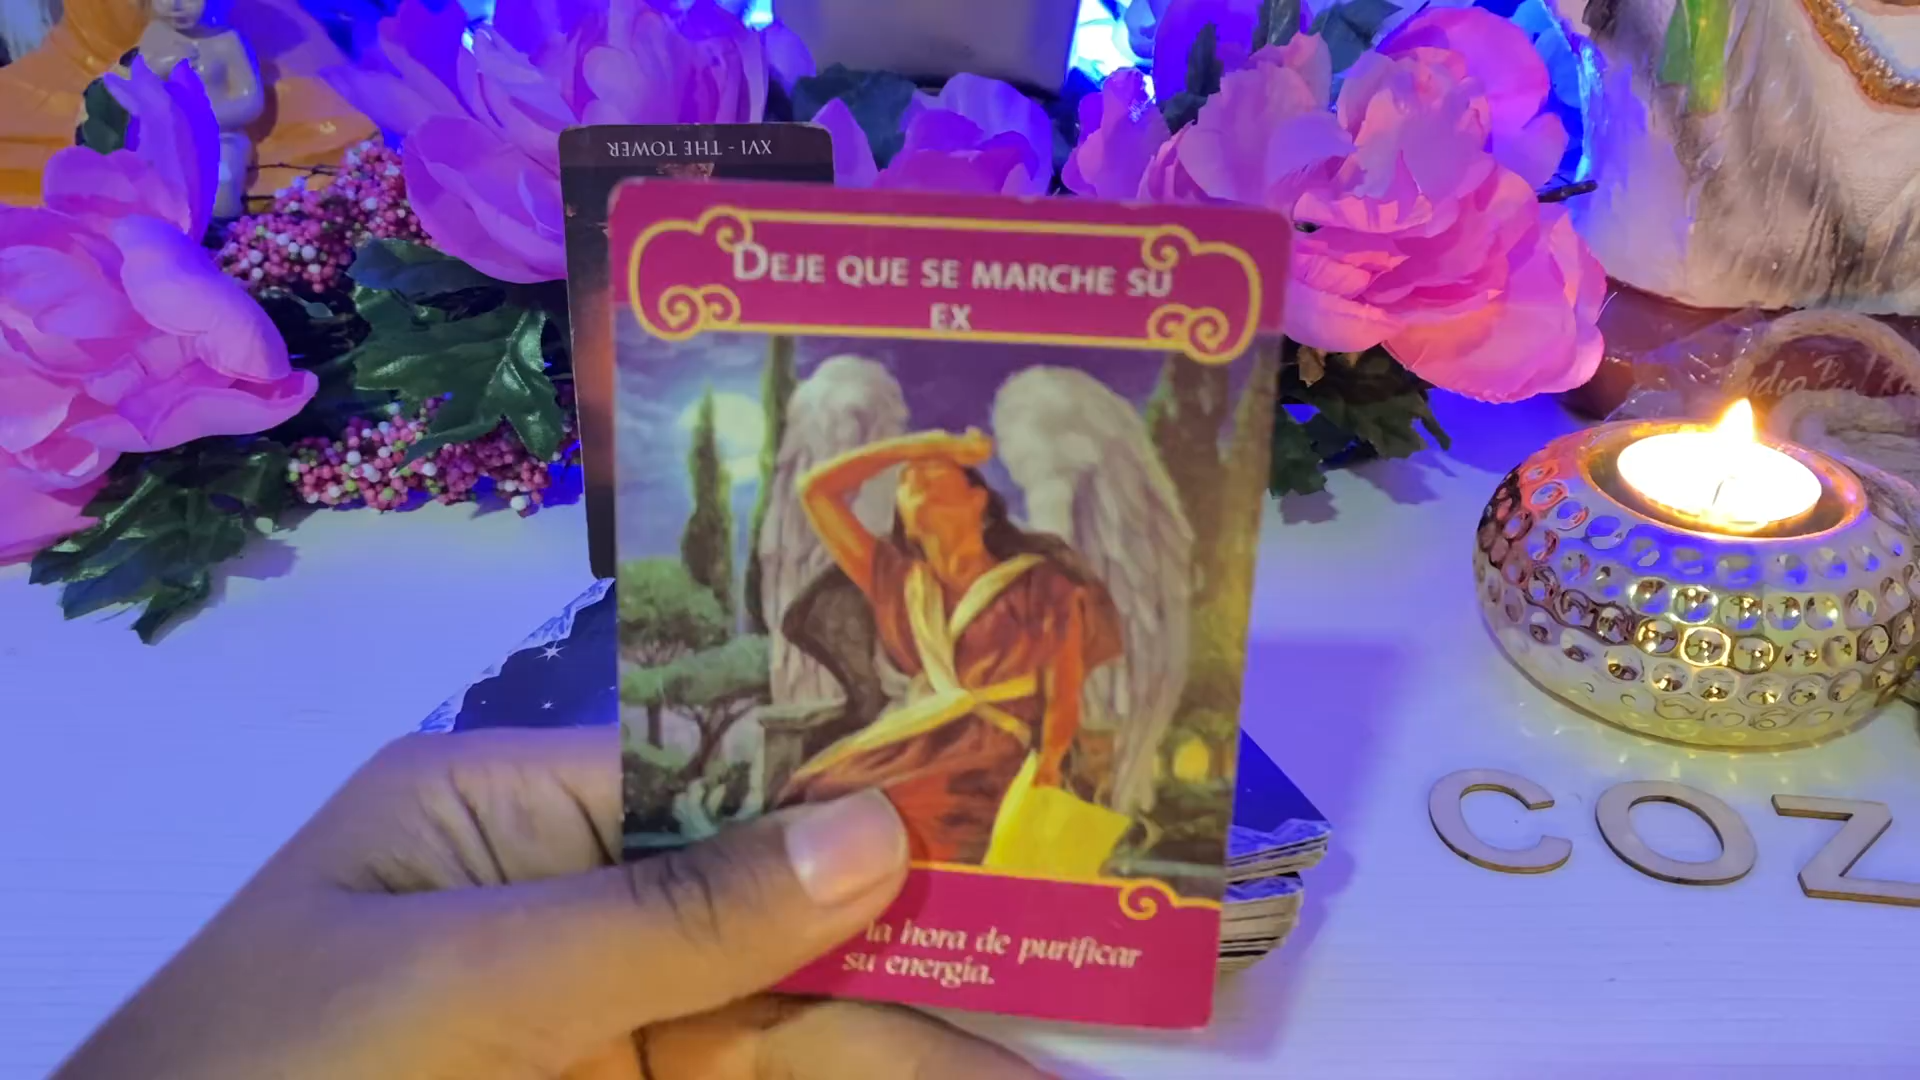 XVI - THE TOWER
DEJE QUE SE MARCHE SU
EX
la hora de purificar
su energía.
COZ